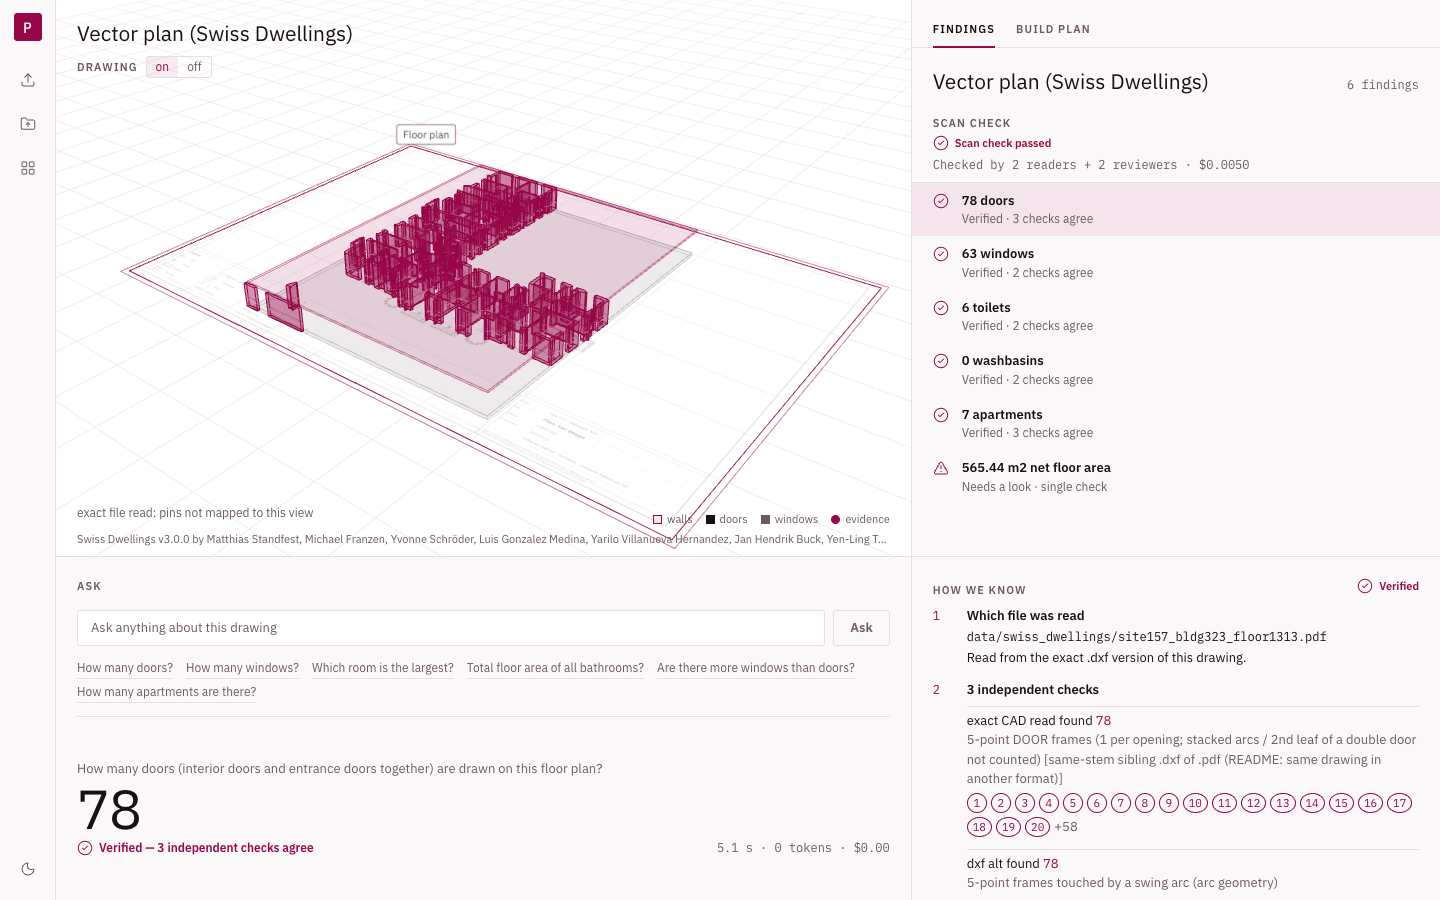 P
Vector plan (Swiss Dwellings)
DRAWING on off
Floor plan
exact file read: pins not mapped to this view
walls doors windows evidence
Swiss Dwellings v3.0.0 by Matthias Standfest, Michael Franzen, Yvonne Schröder, Luis Gonzalez Medina, Yarilo Villanueva Hernandez, Jan Hendrik Buck, Yen-Ling T...
ASK
Ask anything about this drawing
Ask
How many doors? How many windows? Which room is the largest? Total floor area of all bathrooms? Are there more windows than doors?
How many apartments are there?
How many doors (interior doors and entrance doors together) are drawn on this floor plan?
78
Verified — 3 independent checks agree
5.1 s · 0 tokens · $0.00
FINDINGS BUILD PLAN
Vector plan (Swiss Dwellings)
6 findings
SCAN CHECK
Scan check passed
Checked by 2 readers + 2 reviewers · $0.0050
78 doors
Verified · 3 checks agree
63 windows
Verified · 2 checks agree
6 toilets
Verified · 2 checks agree
0 washbasins
Verified · 2 checks agree
7 apartments
Verified · 3 checks agree
565.44 m2 net floor area
Needs a look · single check
HOW WE KNOW
Verified
1 Which file was read
data/swiss_dwellings/site157_bldg323_floor1313.pdf
Read from the exact .dxf version of this drawing.
2 3 independent checks
exact CAD read found 78
5-point DOOR frames (1 per opening; stacked arcs / 2nd leaf of a double door
not counted) [same-stem sibling .dxf of .pdf (README: same drawing in
another format)]
1 2 3 4 5 6 7 8 9 10 11 12 13 14 15 16 17
18 19 20 +58
dxf alt found 78
5-point frames touched by a swing arc (arc geometry)